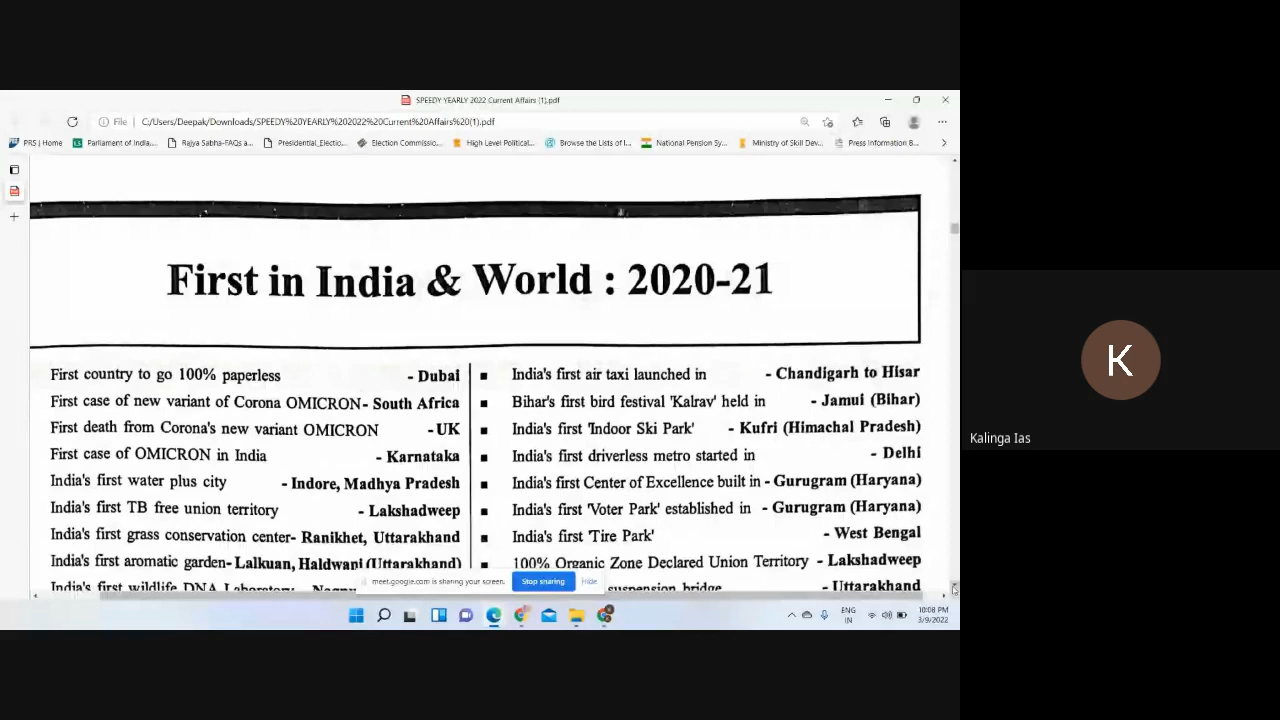 SPEEDY YEARLY 2022 Current Affairs (1).pdf
File C:/Users/Deepak/Downloads/SPEEDY%20YEARLY%202022%20Current%20Affairs%20(1).pdf
PRS | Home Parliament of India,... Rajya Sabha-FAQs a... Presidential_Electio... Election Commissio... High Level Political... Browse the Lists of I... National Pension Sy... Ministry of Skill Dev... Press Information B...
First in India & World : 2020-21
First country to go 100% paperless - Dubai
First case of new variant of Corona OMICRON- South Africa
First death from Corona's new variant OMICRON - UK
First case of OMICRON in India - Karnataka
India's first water plus city - Indore, Madhya Pradesh
India's first TB free union territory - Lakshadweep
India's first grass conservation center- Ranikhet, Uttarakhand
India's first aromatic garden- Lalkuan, Haldwani (Uttarakhand)
India's first wildlife DNA Laboratory - Nagpur
India's first air taxi launched in - Chandigarh to Hisar
Bihar's first bird festival 'Kalrav' held in - Jamui (Bihar)
India's first 'Indoor Ski Park' - Kufri (Himachal Pradesh)
India's first driverless metro started in - Delhi
India's first Center of Excellence built in - Gurugram (Haryana)
India's first 'Voter Park' established in - Gurugram (Haryana)
India's first 'Tire Park' - West Bengal
100% Organic Zone Declared Union Territory - Lakshadweep
suspension bridge - Uttarakhand
meet.google.com is sharing your screen. Stop sharing Hide
ENG
IN
10:08 PM
3/9/2022
K
Kalinga Ias